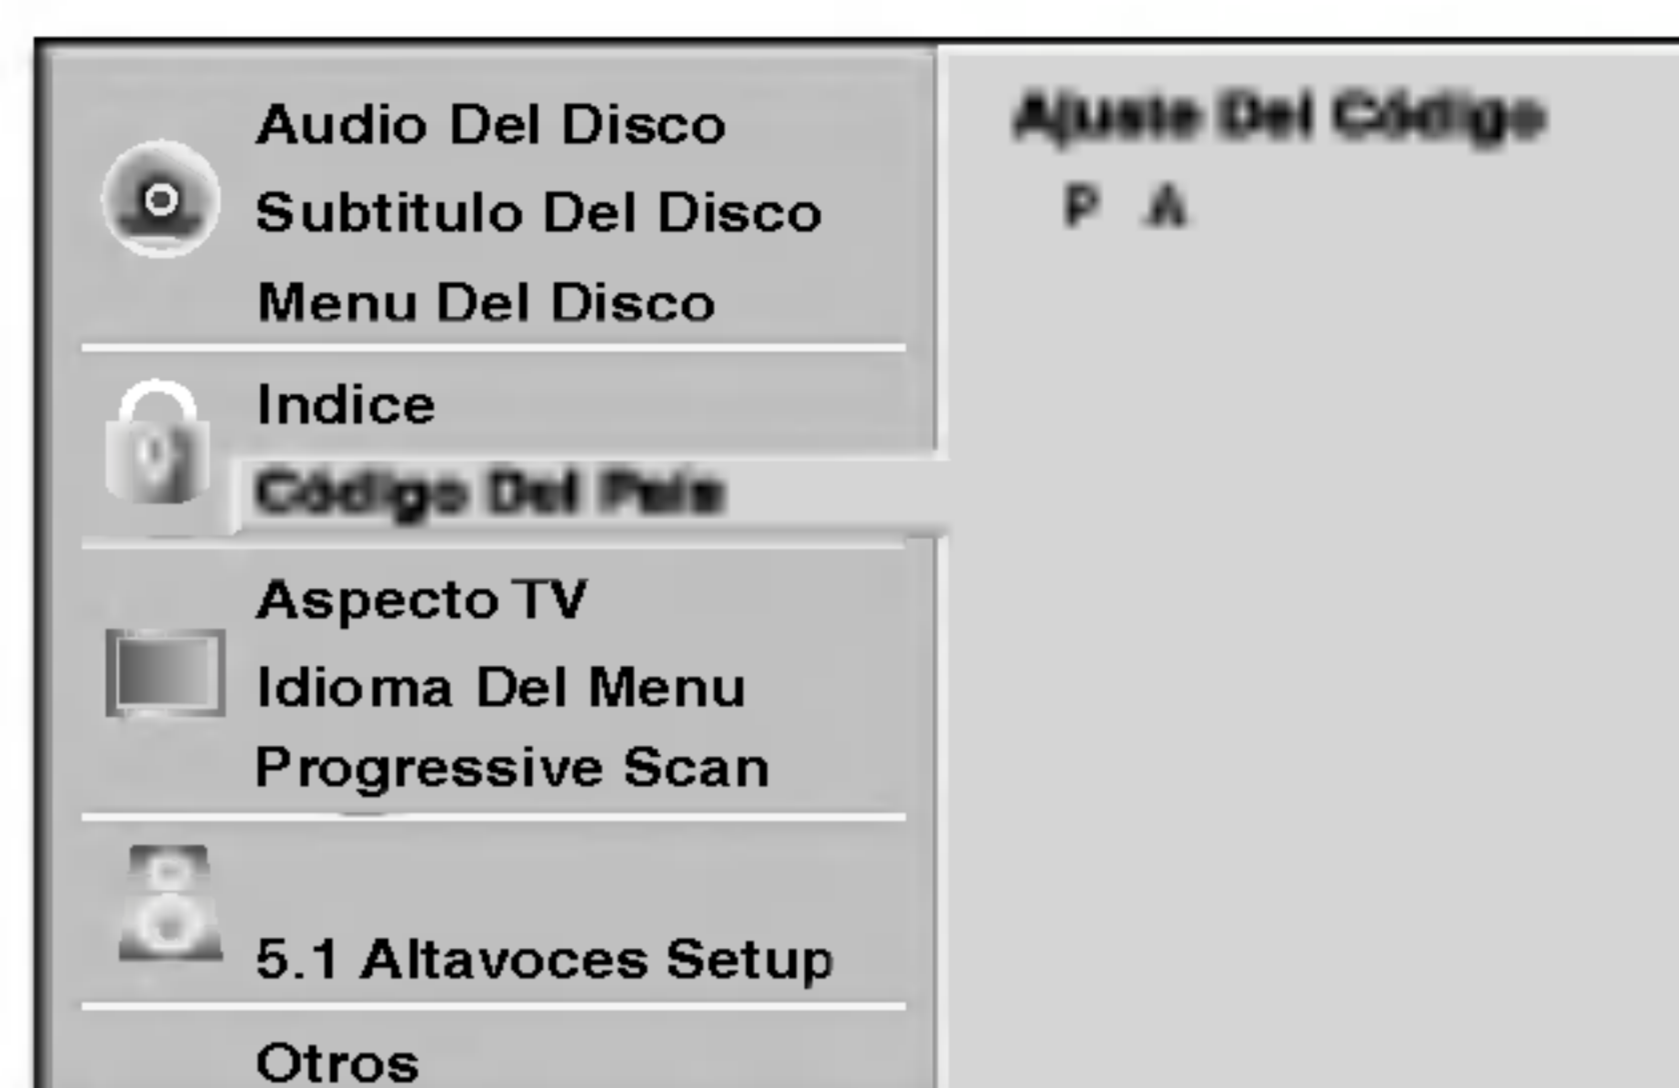 Audio Del Disco
Subtitulo Del Disco
Menu Del Disco
Indice
Código Del País
Aspecto TV
Idioma Del Menu
Progressive Scan
5.1 Altavoces Setup
Otros
Ajuste Del Código
P A